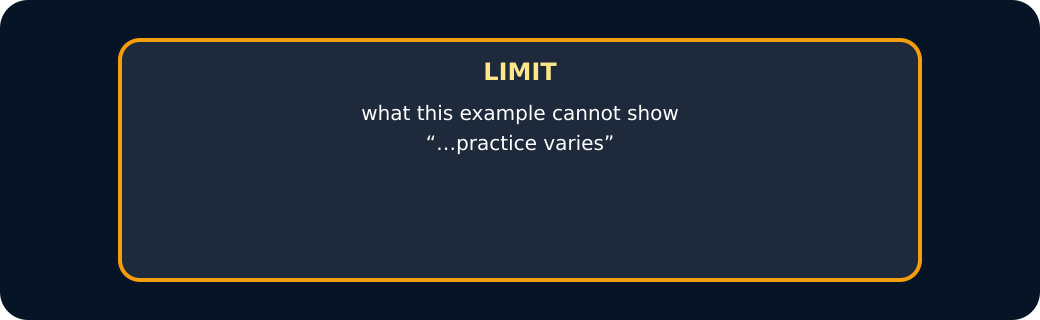 LIMIT
what this example cannot show
“…practice varies”